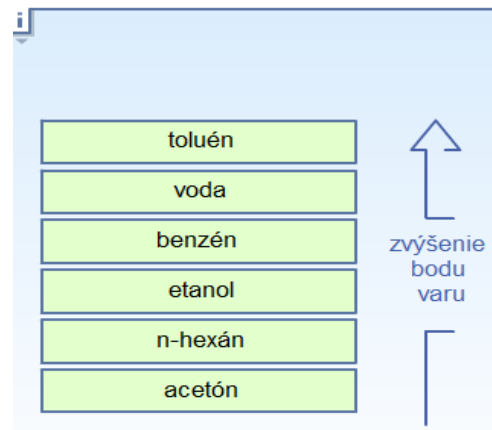 i
toluén
voda
benzén
etanol
n-hexán
acetón
zvýšenie
bodu
varu